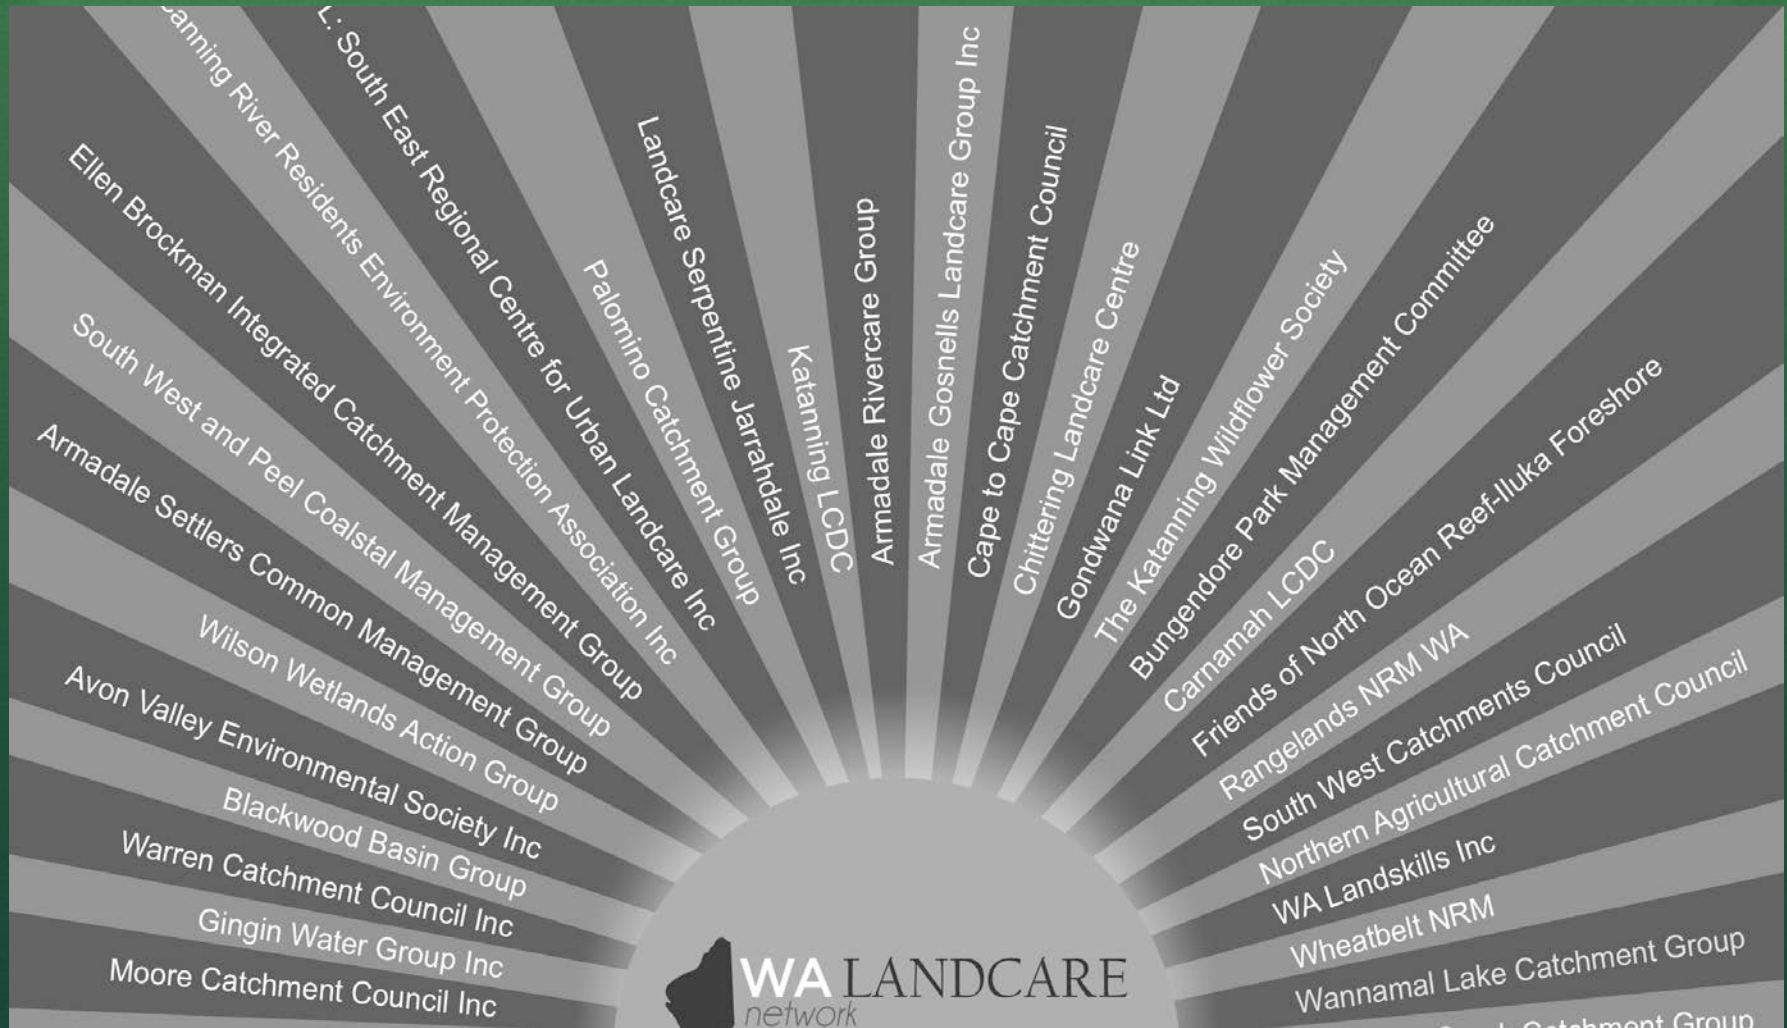 Moore Catchment Council Inc
Gingin Water Group Inc
Warren Catchment Council Inc
Blackwood Basin Group
Avon Valley Environmental Society Inc
Wilson Wetlands Action Group
Armadale Settlers Common Management Group
South West and Peel Coalstal Management Group
Ellen Brockman Integrated Catchment Management Group
River Residents Environment Protection Association Inc
L: South East Regional Centre for Urban Landcare Inc
Palomino Catchment Group
Landcare Serpentine Jarrahdale Inc
Katanning LCDC
Armadale Rivercare Group
Armadale Gosnells Landcare Group Inc
Cape to Cape Catchment Council
Chittering Landcare Centre
Gondwana Link Ltd
The Katanning Wildflower Society
Bungendore Park Management Committee
Carnamah LCDC
Friends of North Ocean Reef-Iluka Foreshore
Rangelands NRM WA
South West Catchments Council
Northern Agricultural Catchment Council
WA Landskills Inc
Wheatbelt NRM
Wannamal Lake Catchment Group
Catchment Group
WA LANDCARE
network